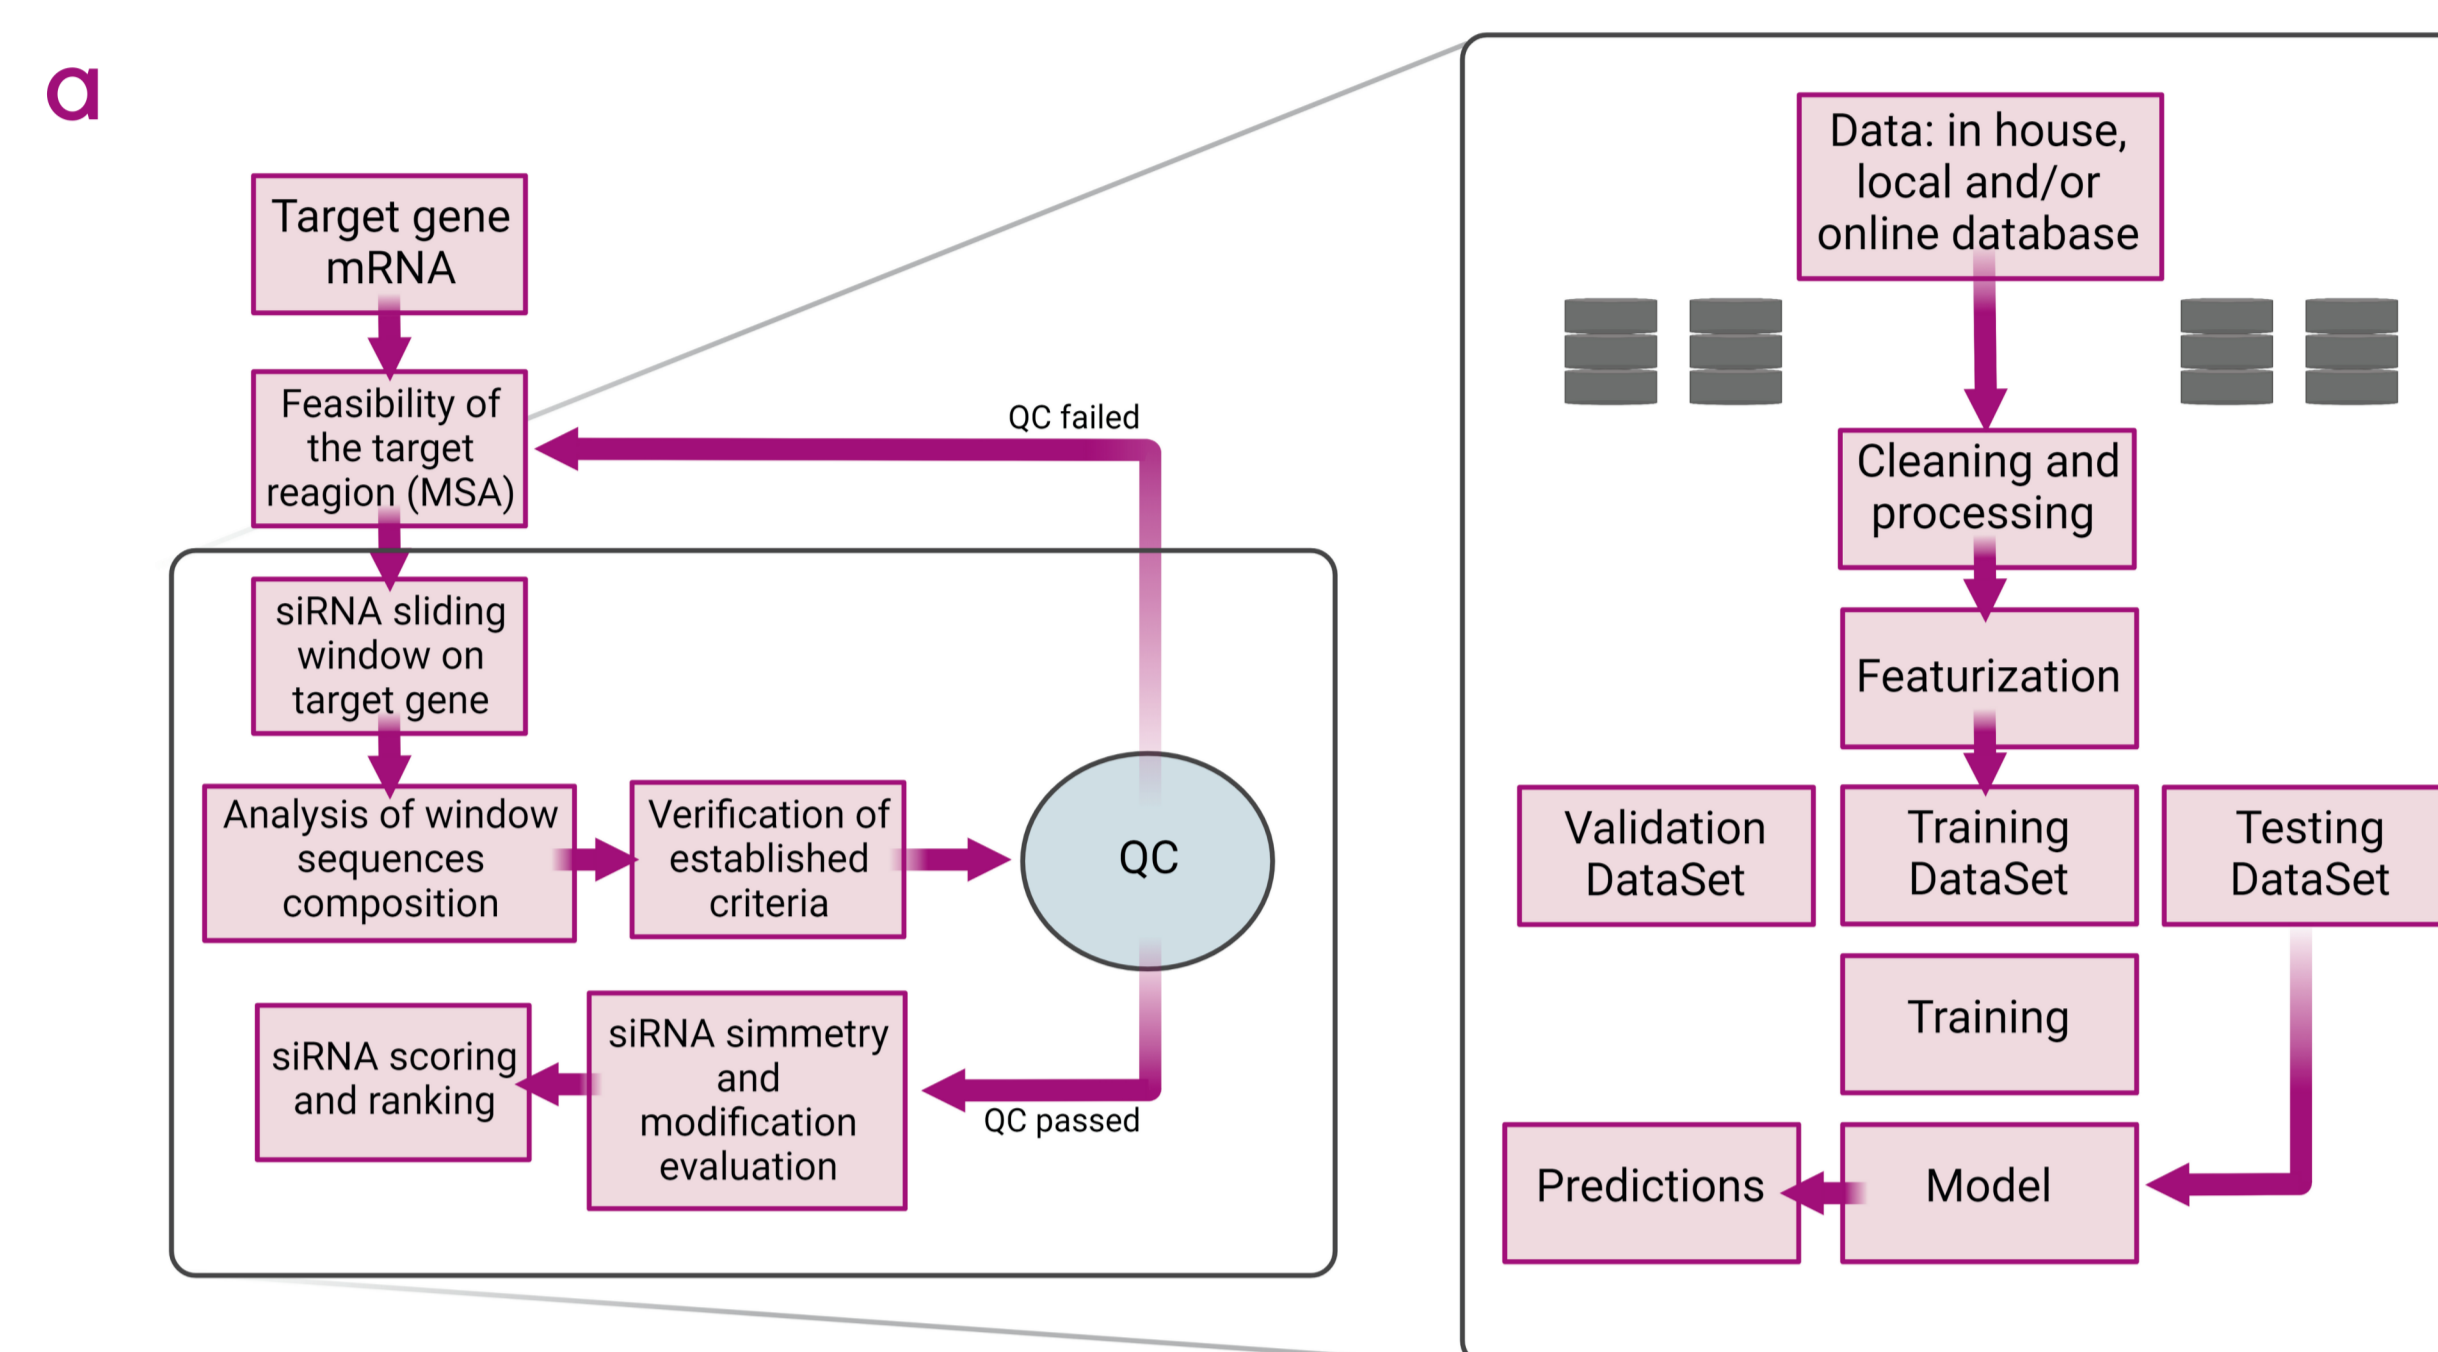 a
Target gene
mRNA
Feasibility of
the target
reagion (MSA)
QC failed
siRNA sliding
window on
target gene
Analysis of window
sequences
composition
Verification of
established
criteria
QC
QC passed
siRNA simmetry
and
modification
evaluation
siRNA scoring
and ranking
Data: in house,
local and/or
online database
Cleaning and
processing
Featurization
Validation
DataSet
Training
DataSet
Testing
DataSet
Training
Model
Predictions